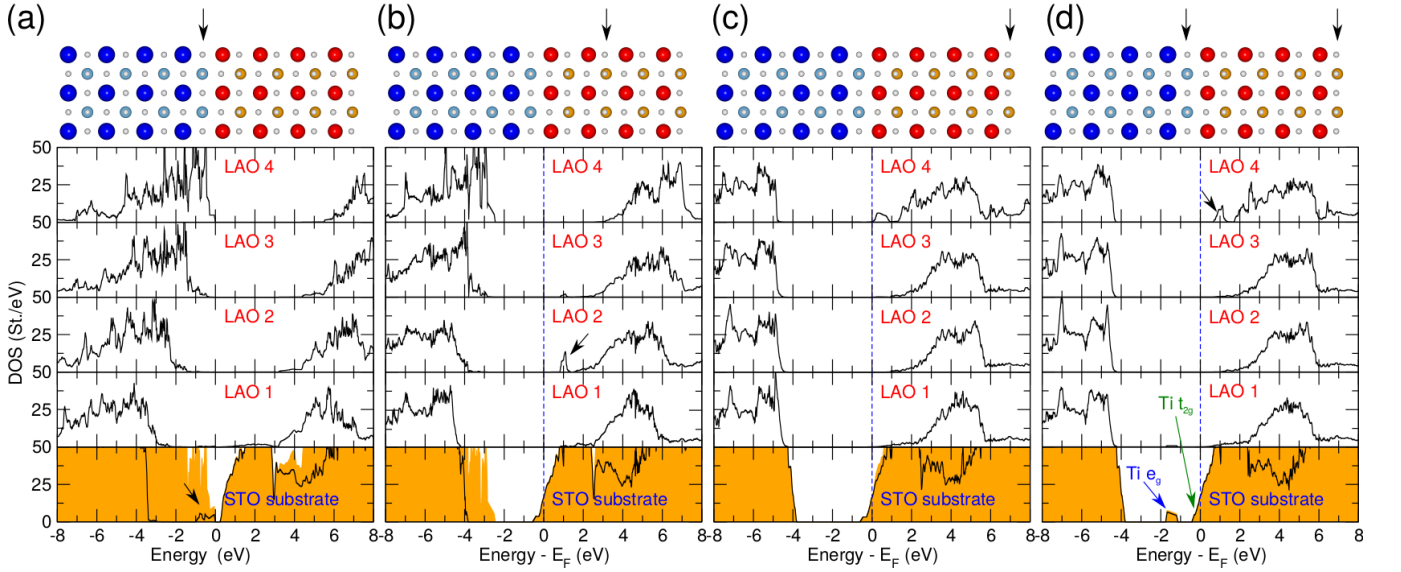 (a) (b) (c) (d)
50 LAO 4 LAO 4 LAO 4 LAO 4
25
50 LAO 3 LAO 3 LAO 3 LAO 3
25
50 LAO 2 LAO 2 LAO 2 LAO 2
25
50 LAO 1 LAO 1 LAO 1 LAO 1
25
Ti t2g
50
Ti eg
25 STO substrate STO substrate STO substrate STO substrate
0
DOS (St./eV)
-8 -6 -4 -2 0 2 4 6 8 -6 -4 -2 0 2 4 6 8 -6 -4 -2 0 2 4 6 8 -6 -4 -2 0 2 4 6 8
Energy (eV) Energy - EF (eV) Energy - EF (eV) Energy - EF (eV)